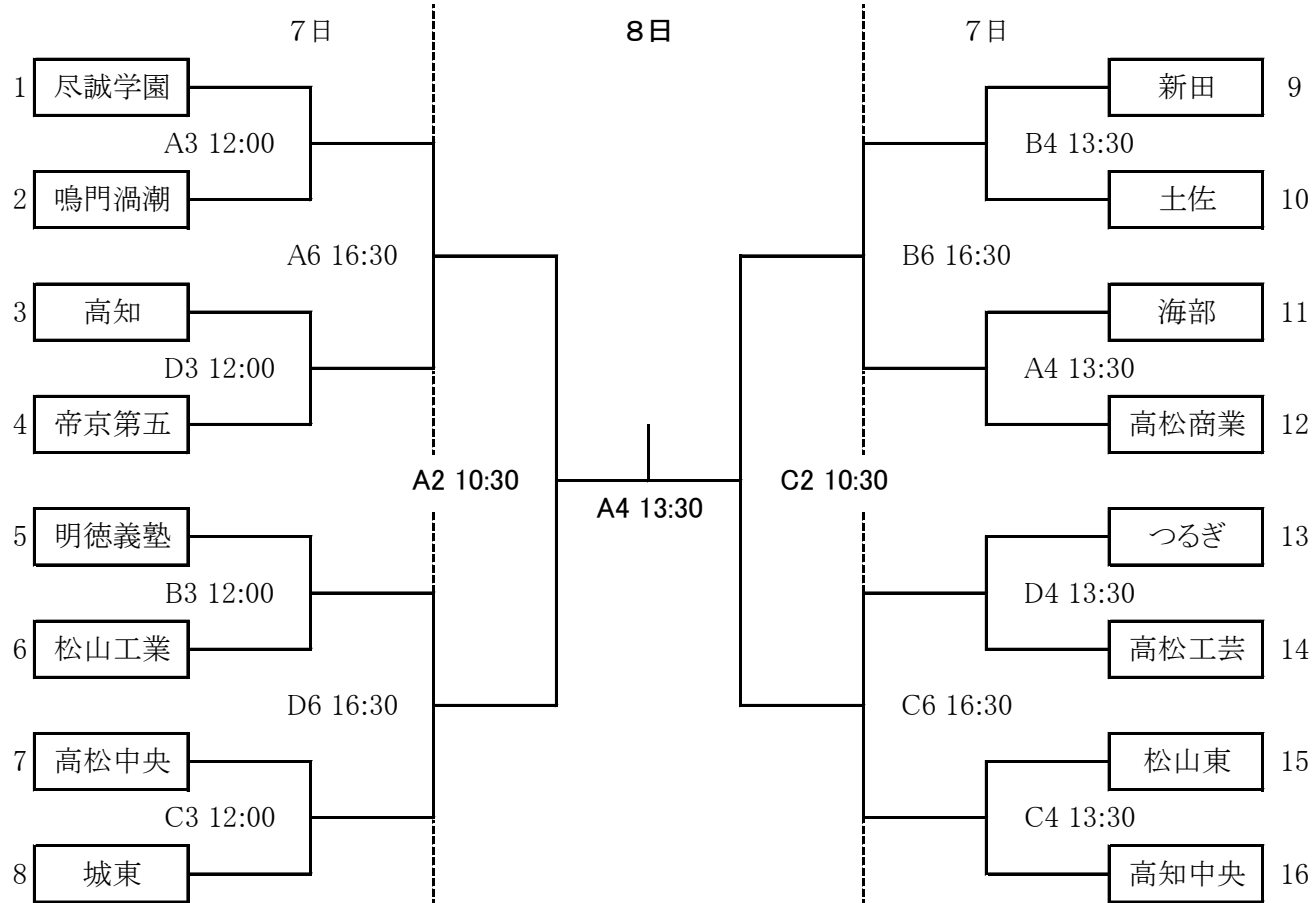 7日
8日
7日
1 尽誠学園
A3 12:00
2 鳴門渦潮
A6 16:30
3 高知
D3 12:00
4 帝京第五
A2 10:30
5 明徳義塾
B3 12:00
6 松山工業
D6 16:30
7 高松中央
C3 12:00
8 城東
A4 13:30
新田 9
B4 13:30
土佐 10
B6 16:30
海部 11
A4 13:30
高松商業 12
C2 10:30
つるぎ 13
D4 13:30
高松工芸 14
C6 16:30
松山東 15
C4 13:30
高知中央 16